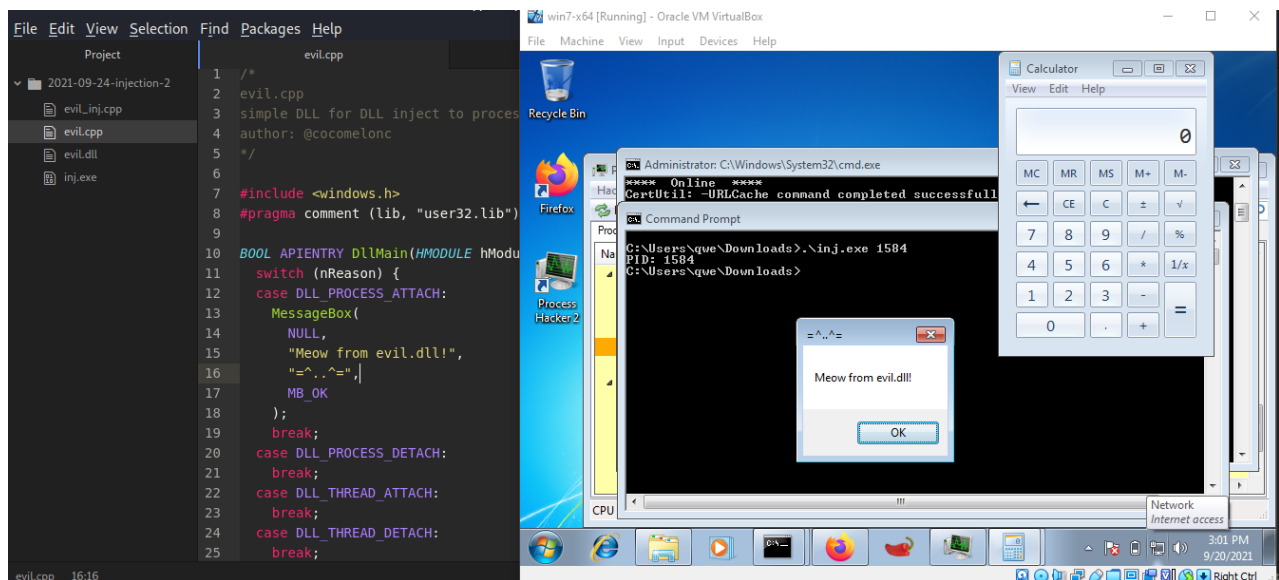 File Edit View Selection Find Packages Help
Project
evil.cpp
2021-09-24-injection-2
evil_inj.cpp
evil.cpp
evil.dll
inj.exe
1 /*
2 evil.cpp
3 simple DLL for DLL inject to proces
4 author: @cocomelonc
5 */
6
7 #include <windows.h>
8 #pragma comment (lib, "user32.lib")
9
10 BOOL APIENTRY DllMain(HMODULE hModu
11 switch (nReason) {
12 case DLL_PROCESS_ATTACH:
13 MessageBox(
14 NULL,
15 "Meow from evil.dll!",
16 "=^..^=",
17 MB_OK
18 );
19 break;
20 case DLL_PROCESS_DETACH:
21 break;
22 case DLL_THREAD_ATTACH:
23 break;
24 case DLL_THREAD_DETACH:
25 break;
evil.cpp 16:16
win7-x64 [Running] - Oracle VM VirtualBox
File Machine View Input Devices Help
Recycle Bin
Firefox
Process
Hacker 2
P
Hac
Proc
Na
CPU
Administrator: C:\Windows\System32\cmd.exe
**** Online ****
CertUtil: -URLCache command completed successfull
Command Prompt
C:\Users\qwe\Downloads>.\inj.exe 1584
PID: 1584
C:\Users\qwe\Downloads>
=^..^=
Meow from evil.dll!
OK
Calculator
View Edit Help
0
MC MR MS M+ M-
← CE C ± √
7 8 9 / %
4 5 6 * 1/x
1 2 3 - =
0 . +
Network
Internet access
3:01 PM
9/20/2021
Right Ctrl